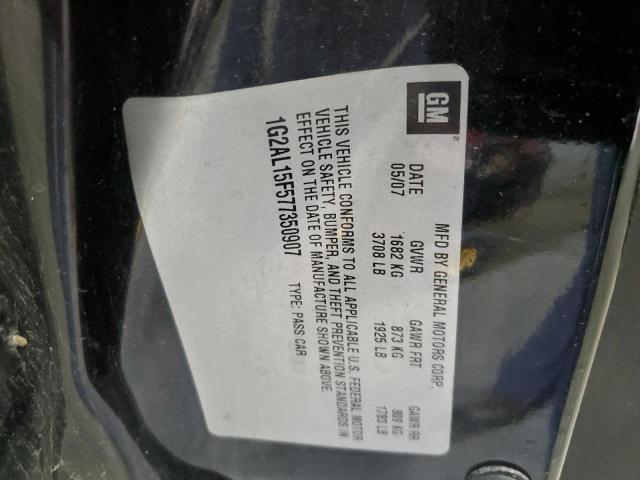 GM
MFD BY GENERAL MOTORS CORP.
DATE GVWR GAWR FRT GAWR RR
05/07 1682 KG 873 KG 809 KG
3708 LB 1925 LB 1783 LB
THIS VEHICLE CONFORMS TO ALL APPLICABLE U.S. FEDERAL MOTOR
VEHICLE SAFETY, BUMPER, AND THEFT PREVENTION STANDARDS IN
EFFECT ON THE DATE OF MANUFACTURE SHOWN ABOVE.
1G2AL15F577350907 TYPE: PASS CAR